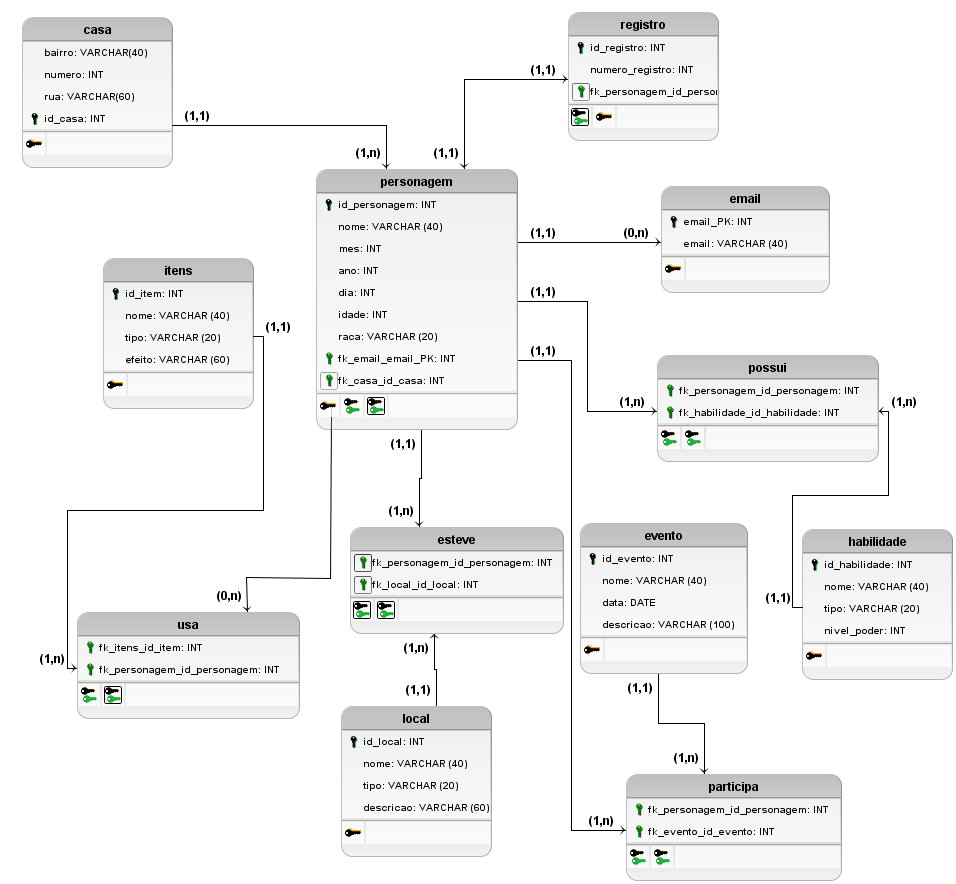 casa
bairro: VARCHAR(40)
numero: INT
rua: VARCHAR(60)
id_casa: INT
(1,1)
(1,n)
registro
id_registro: INT
numero_registro: INT
fk_personagem_id_person
(1,1)
(1,1)
personagem
id_personagem: INT
nome: VARCHAR (40)
mes: INT
ano: INT
dia: INT
idade: INT
raca: VARCHAR (20)
fk_email_email_PK: INT
fk_casa_id_casa: INT
(1,1)
(0,n)
email
email_PK: INT
email: VARCHAR (40)
(1,1)
(1,n)
(1,1)
(1,n)
itens
id_item: INT
nome: VARCHAR (40)
tipo: VARCHAR (20)
efeito: VARCHAR (60)
(1,1)
(1,n)
possui
fk_personagem_id_personagem: INT
fk_habilidade_id_habilidade: INT
(1,n)
(1,1)
(1,1)
(1,n)
esteve
fk_personagem_id_personagem: INT
fk_local_id_local: INT
evento
id_evento: INT
nome: VARCHAR (40)
data: DATE
descricao: VARCHAR (100)
habilidade
id_habilidade: INT
nome: VARCHAR (40)
tipo: VARCHAR (20)
nivel_poder: INT
(0,n)
usa
fk_itens_id_item: INT
fk_personagem_id_personagem: INT
(1,n)
(1,1)
local
id_local: INT
nome: VARCHAR (40)
tipo: VARCHAR (20)
descricao: VARCHAR (60)
(1,1)
(1,n)
participa
fk_personagem_id_personagem: INT
fk_evento_id_evento: INT